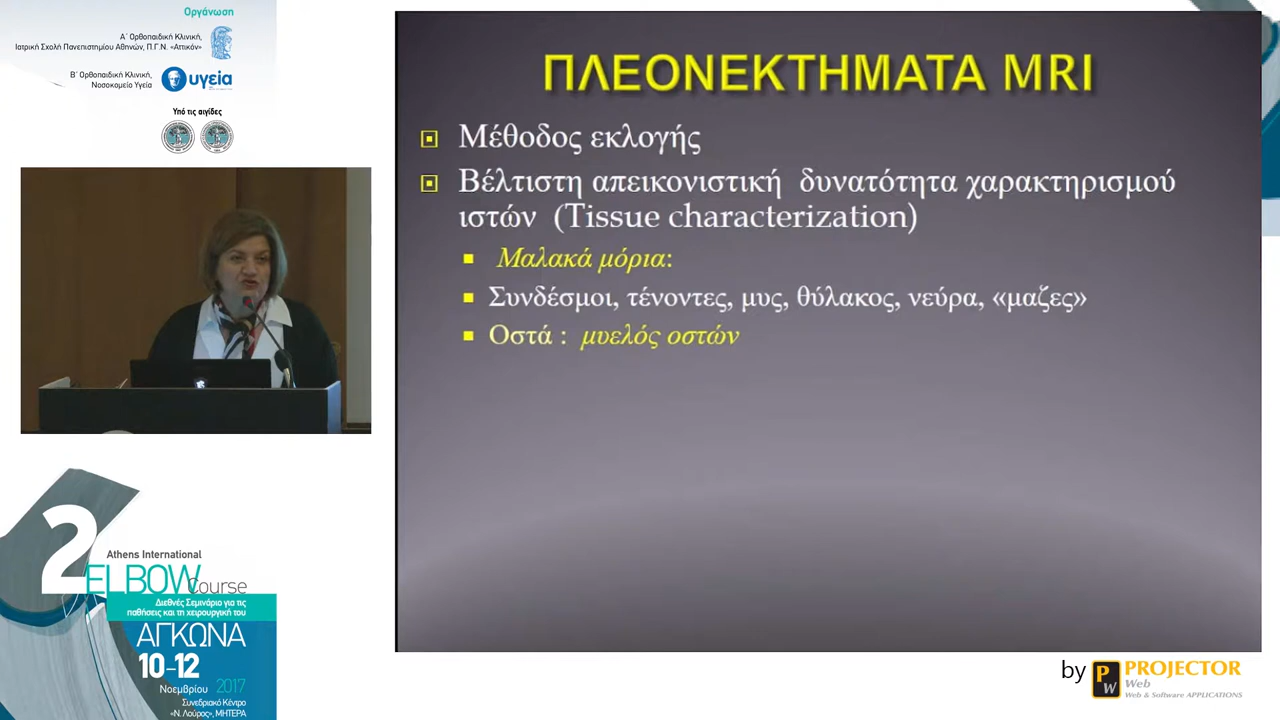 Οργάνωση
Α΄ Ορθοπαιδική Κλινική,
Ιατρική Σχολή Πανεπιστημίου Αθηνών, Π.Γ.Ν. «Αττικόν»
Β΄ Ορθοπαιδική Κλινική,
Νοσοκομείο Υγεία
υγεία
Υπό τις αιγίδες
ΠΛΕΟΝΕΚΤΗΜΑΤΑ MRI
Μέθοδος εκλογής
Βέλτιστη απεικονιστική δυνατότητα χαρακτηρισμού
ιστών (Tissue characterization)
Μαλακά μόρια:
Συνδέσμοι, τένοντες, μυς, θύλακος, νεύρα, «μαζες»
Οστά : μυελός οστών
2
Athens International
ELBOW Course
Διεθνές Σεμινάριο για τις
παθήσεις και τη χειρουργική του
ΑΓΚΩΝΑ
10-12
Νοεμβρίου 2017
Συνεδριακό Κέντρο
«Ν. Λούρος», ΜΗΤΕΡΑ
by PW PROJECTOR
Web
Web & Software APPLICATIONS